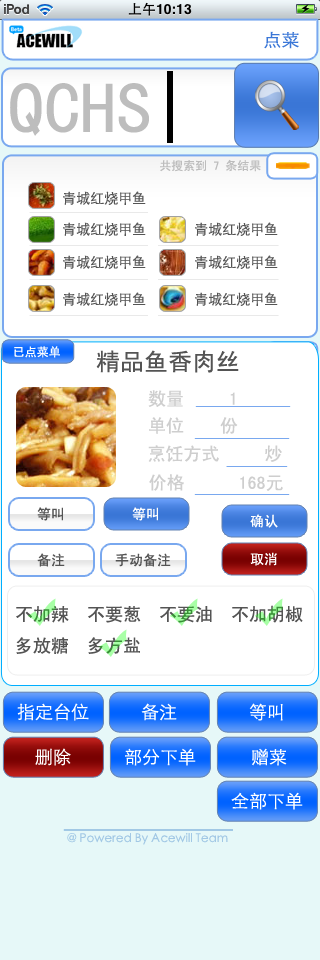 iPod 上午10:13
Beta
ACEWILL 点菜
QCHS
共搜索到 7 条结果
青城红烧甲鱼
青城红烧甲鱼 青城红烧甲鱼
青城红烧甲鱼 青城红烧甲鱼
青城红烧甲鱼 青城红烧甲鱼
已点菜单
精品鱼香肉丝
数量 1
单位 份
烹饪方式 炒
价格 168元
等叫 等叫 确认
备注 手动备注 取消
不加辣 不要葱 不要油 不加胡椒
多放糖 多方盐
指定台位 备注 等叫
删除 部分下单 赠菜
全部下单
@ Powered By Acewill Team